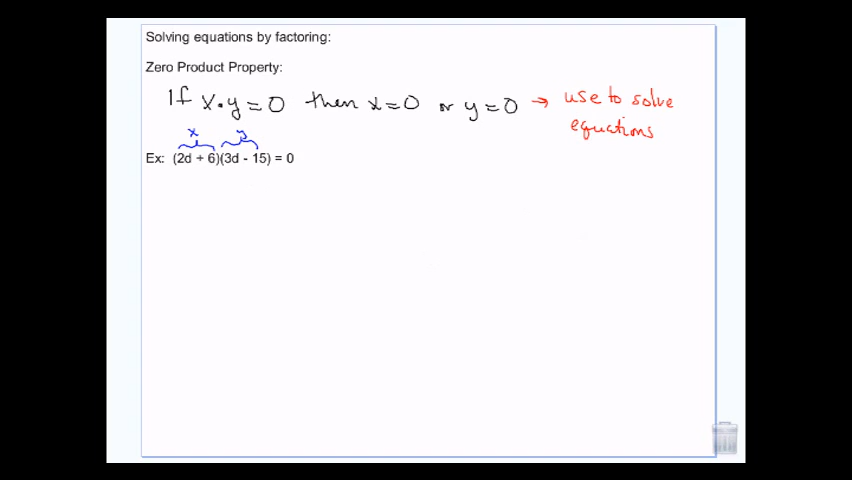 Solving equations by factoring:
Zero Product Property:
If x·y = 0 then x = 0 or y = 0 → use to solve
equations
x y
Ex: (2d + 6)(3d - 15) = 0